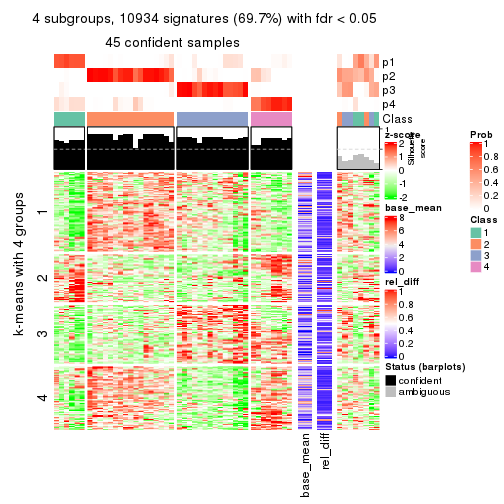 4 subgroups, 10934 signatures (69.7%) with fdr < 0.05
45 confident samples
p1
p2
p3
p4
Class
1
Silhouette
score
z-score
2
1
0
-1
-2
Prob
1
0.8
0.6
0.4
0.2
0
base_mean
8
6
4
2
0
Class
1
2
3
4
rel_diff
1
0.8
0.6
0.4
0.2
0
Status (barplots)
confident
ambiguous
k-means with 4 groups
1
2
3
4
base_mean
rel_diff